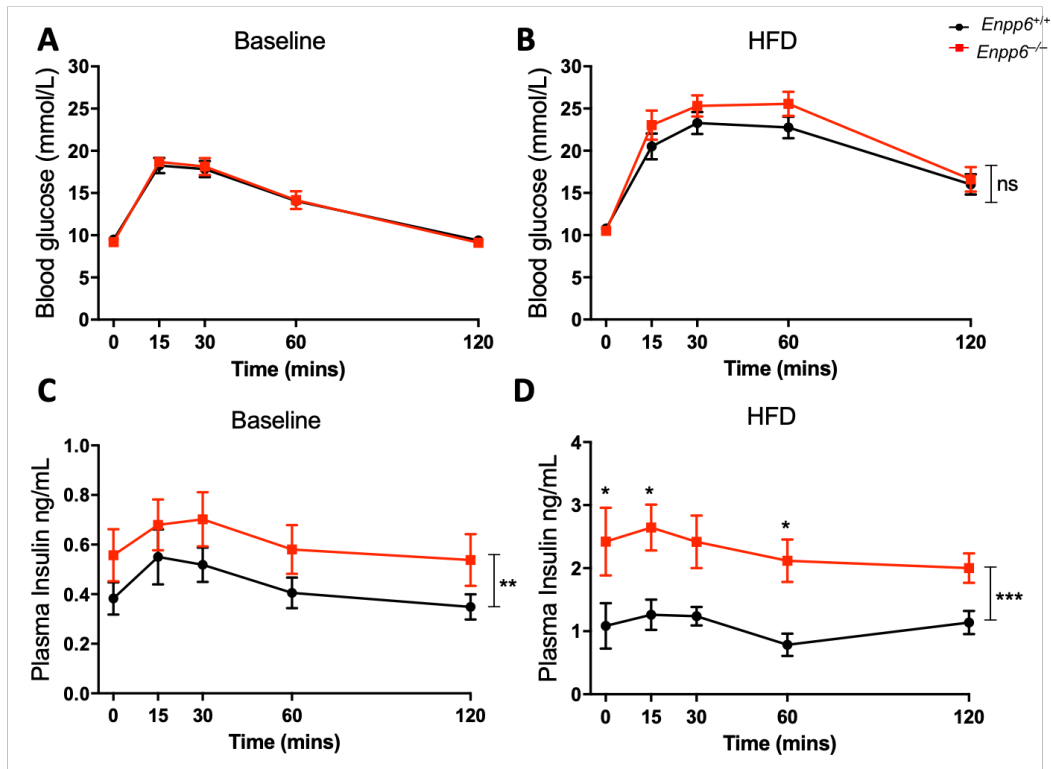 A
Baseline
Blood glucose (mmol/L)
30
25
20
15
10
5
0
0 15 30 60 120
Time (mins)
B
HFD
Enpp6+/+
Enpp6−/−
Blood glucose (mmol/L)
30
25
20
15
10
5
0
ns
0 15 30 60 120
Time (mins)
C
Baseline
Plasma Insulin ng/mL
1.0
0.8
0.6
0.4
0.2
0.0
**
0 15 30 60 120
Time (mins)
D
HFD
Plasma Insulin ng/mL
4
3
2
1
0
* * *
***
0 15 30 60 120
Time (mins)